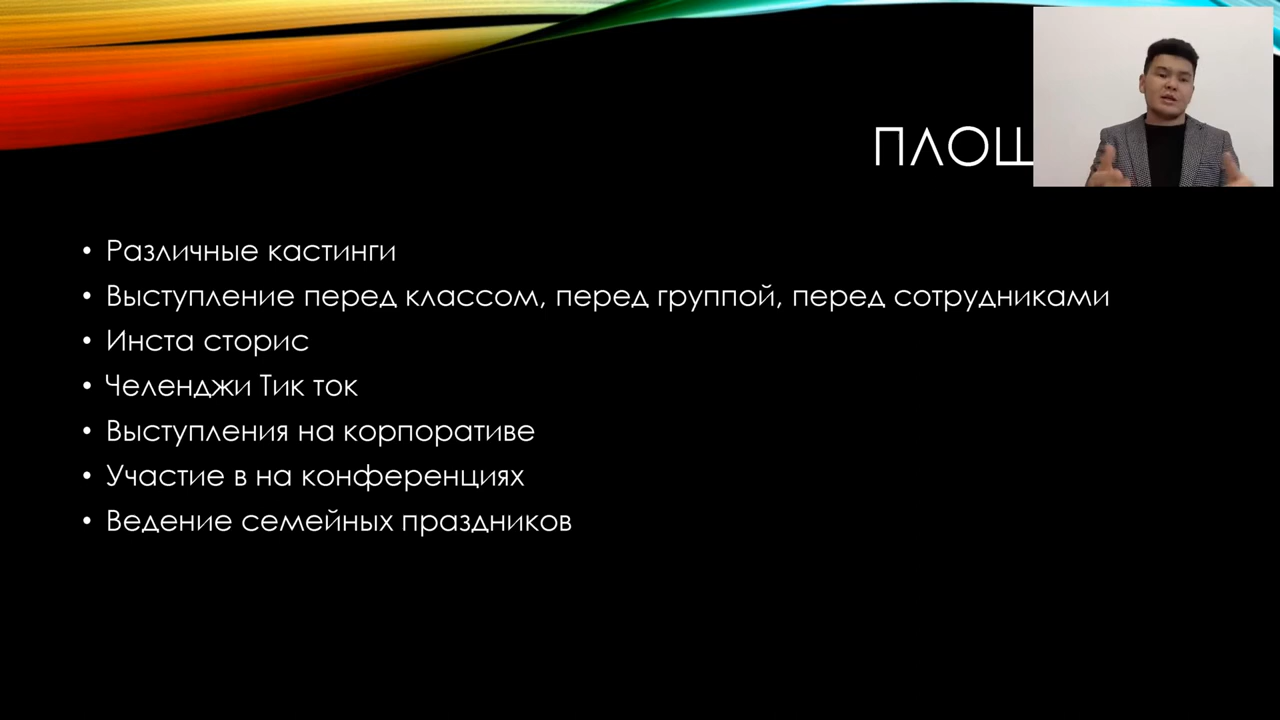 ПЛОЩ
• Различные кастинги
• Выступление перед классом, перед группой, перед сотрудниками
• Инста сторис
• Челенджи Тик ток
• Выступления на корпоративе
• Участие в на конференциях
• Ведение семейных праздников